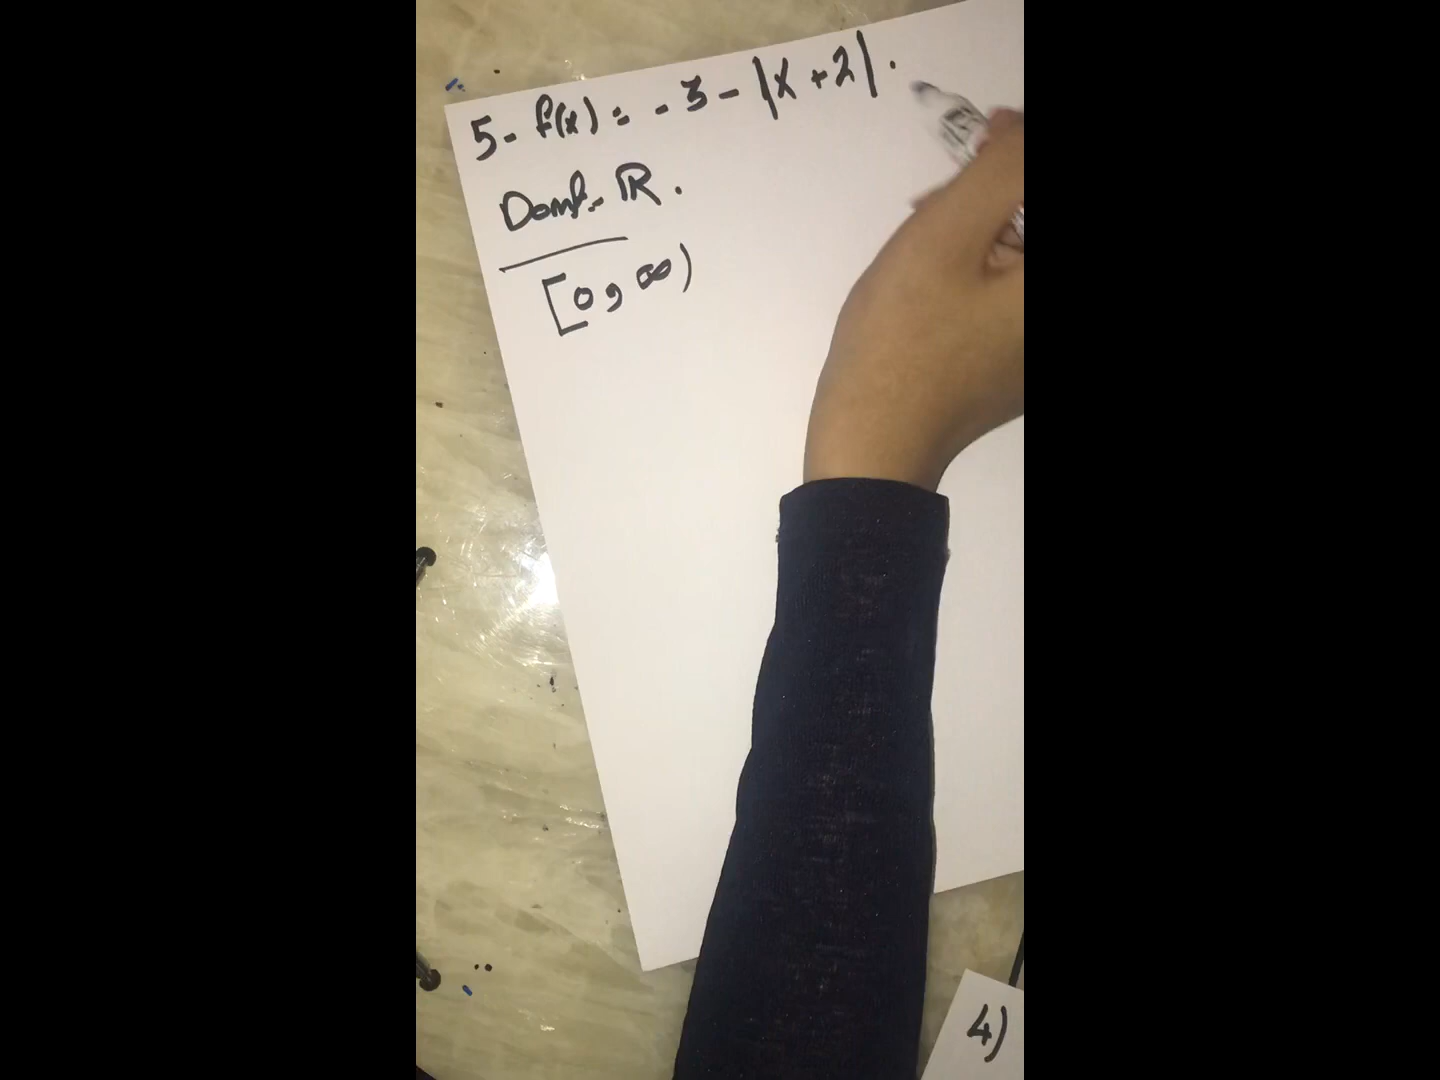 5- f(x) = -3 - |x + 2|.
Domf = ℝ.
[0, ∞)
4)